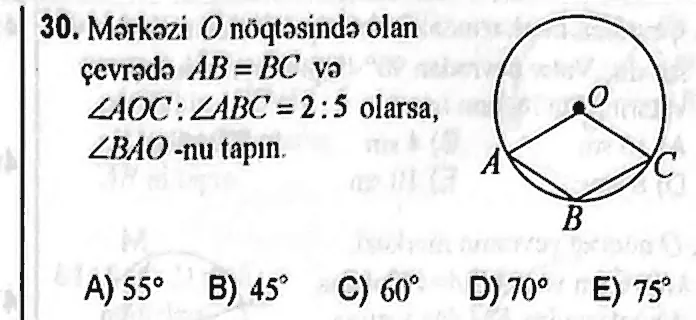 30. Mərkəzi O nöqtəsində olan
çevrədə AB = BC və
∠AOC : ∠ABC = 2 : 5 olarsa,
∠BAO -nu tapın.
O
A
C
B
A) 55° B) 45° C) 60° D) 70° E) 75°